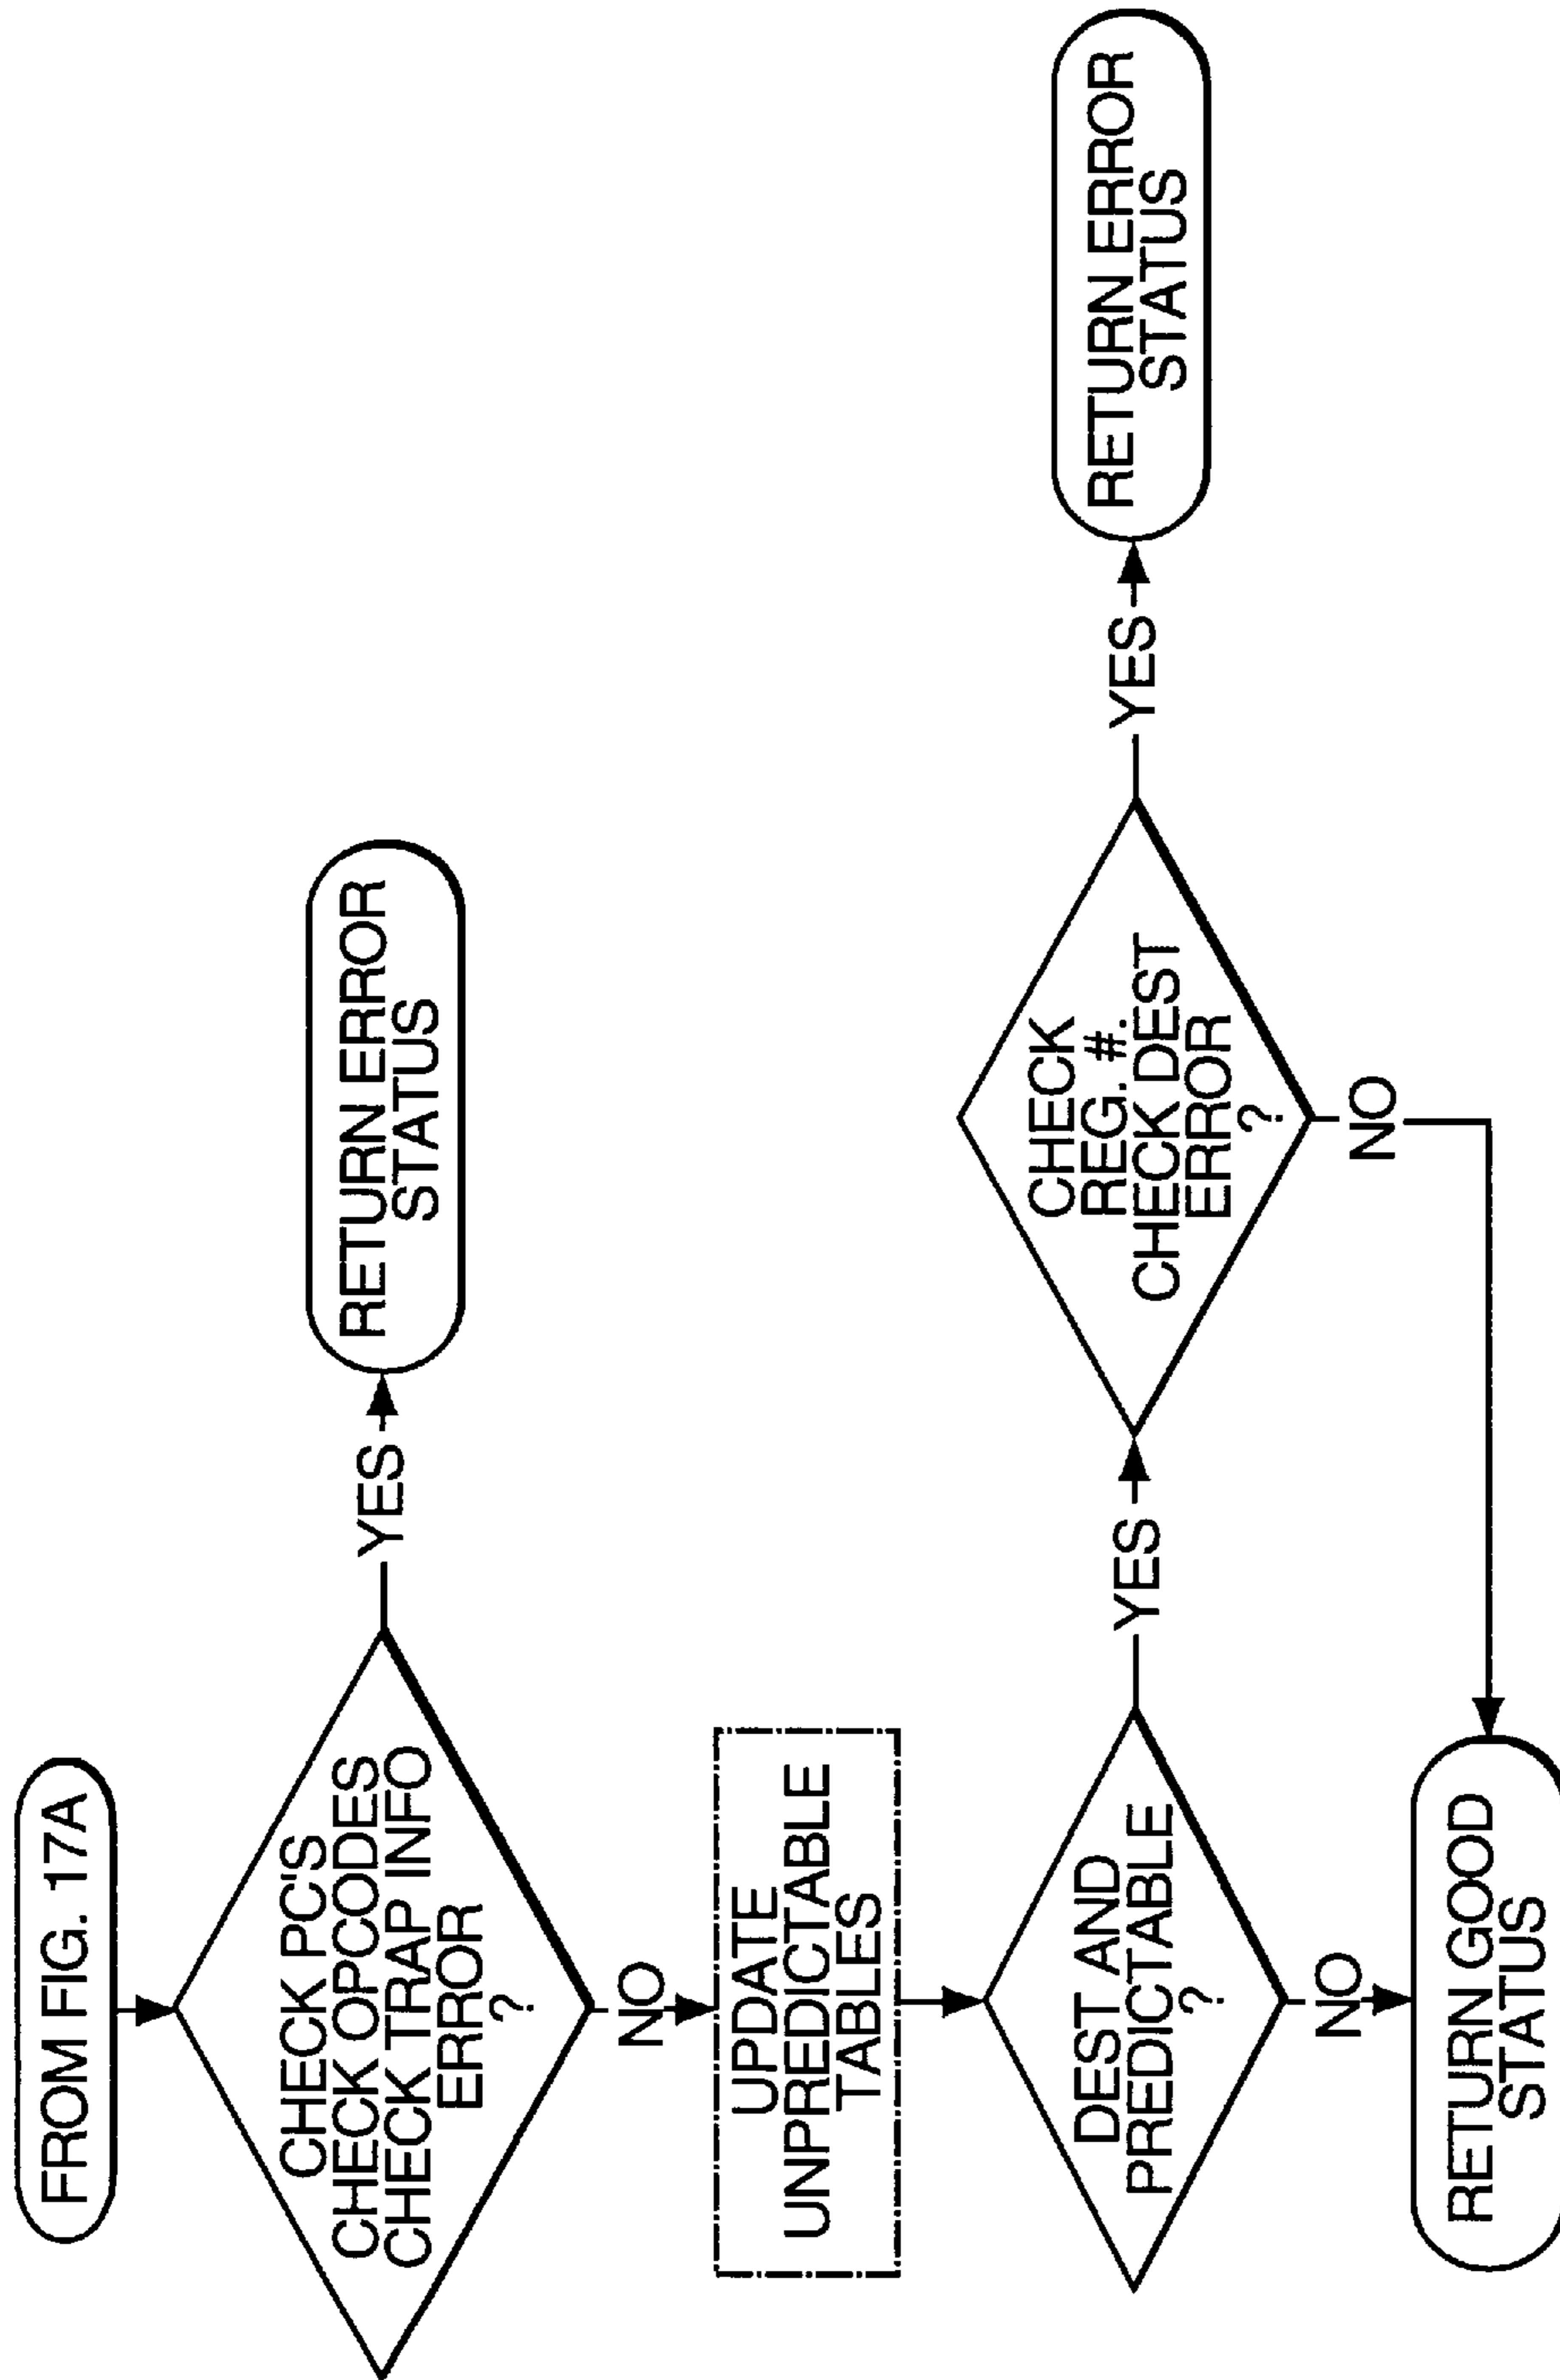 FROM FIG. 17A
CHECK PC'S
CHECK OPCODES
CHECK TRAP INFO
ERROR
?
YES
RETURN ERROR
STATUS
NO
UPDATE
UNPREDICTABLE
TABLES
DEST AND
PREDICTABLE
?
YES
CHECK
REG. #.
CHECK DEST
ERROR
?
YES
RETURN ERROR
STATUS
NO
NO
RETURN GOOD
STATUS